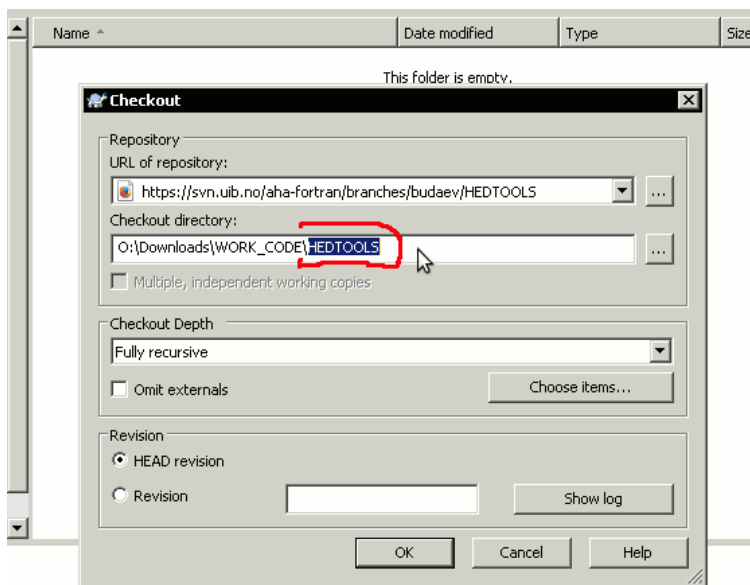 Name Date modified Type Size
This folder is empty.
Checkout
Repository
URL of repository:
https://svn.uib.no/aha-fortran/branches/budaev/HEDTOOLS ...
Checkout directory:
O:\Downloads\WORK_CODE\HEDTOOLS ...
Multiple, independent working copies
Checkout Depth
Fully recursive
Omit externals Choose items...
Revision
HEAD revision
Revision Show log
OK Cancel Help